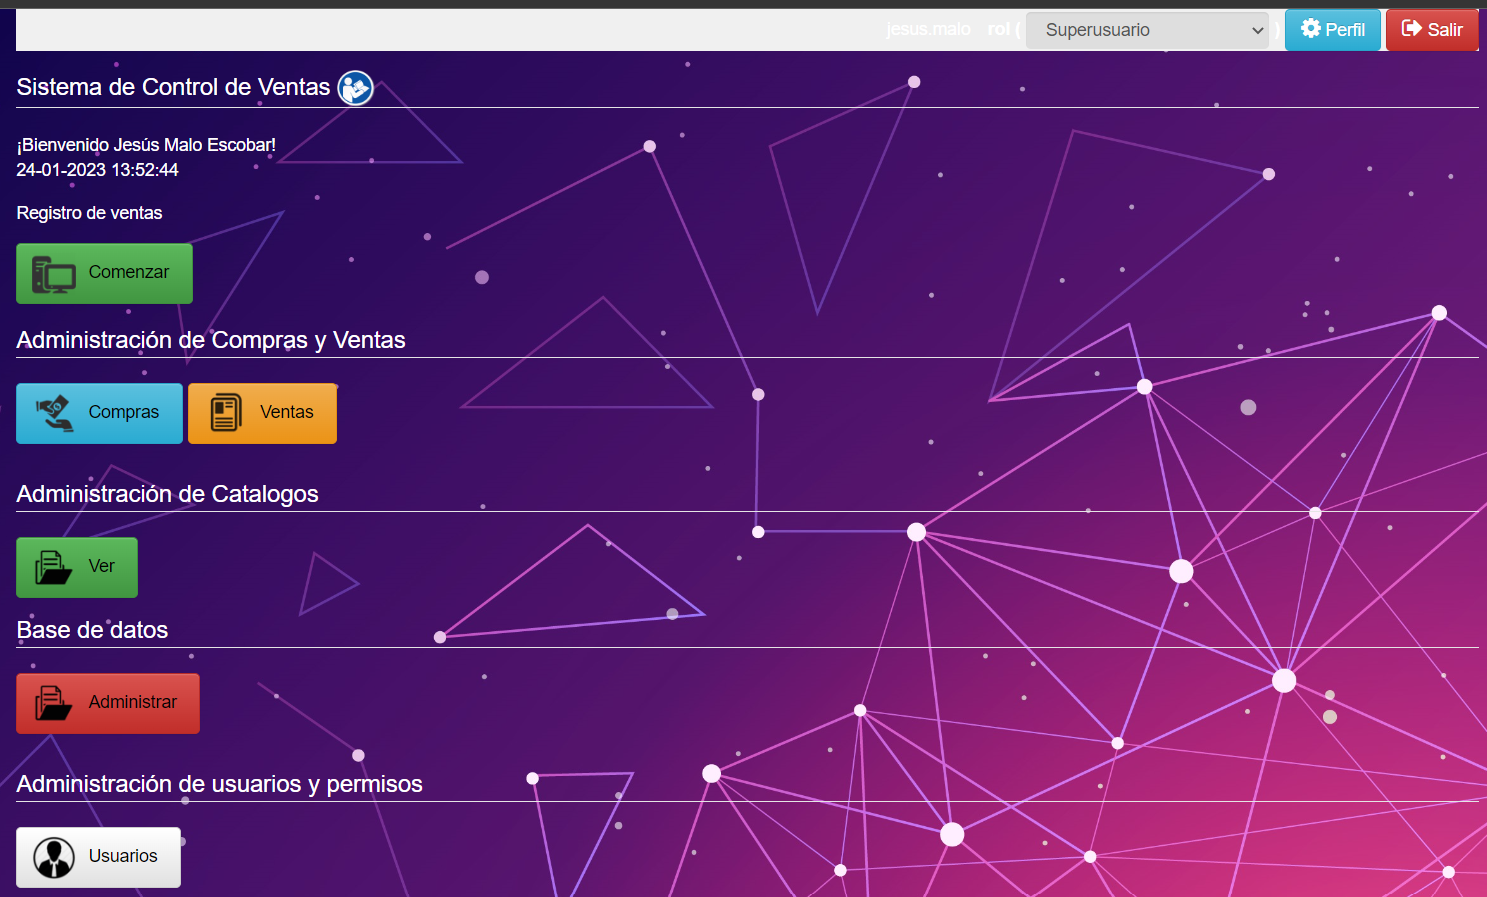 jesus.malo rol ( Superusuario ) Perfil Salir
Sistema de Control de Ventas
¡Bienvenido Jesús Malo Escobar!
24-01-2023 13:52:44
Registro de ventas
Comenzar
Administración de Compras y Ventas
Compras Ventas
Administración de Catalogos
Ver
Base de datos
Administrar
Administración de usuarios y permisos
Usuarios